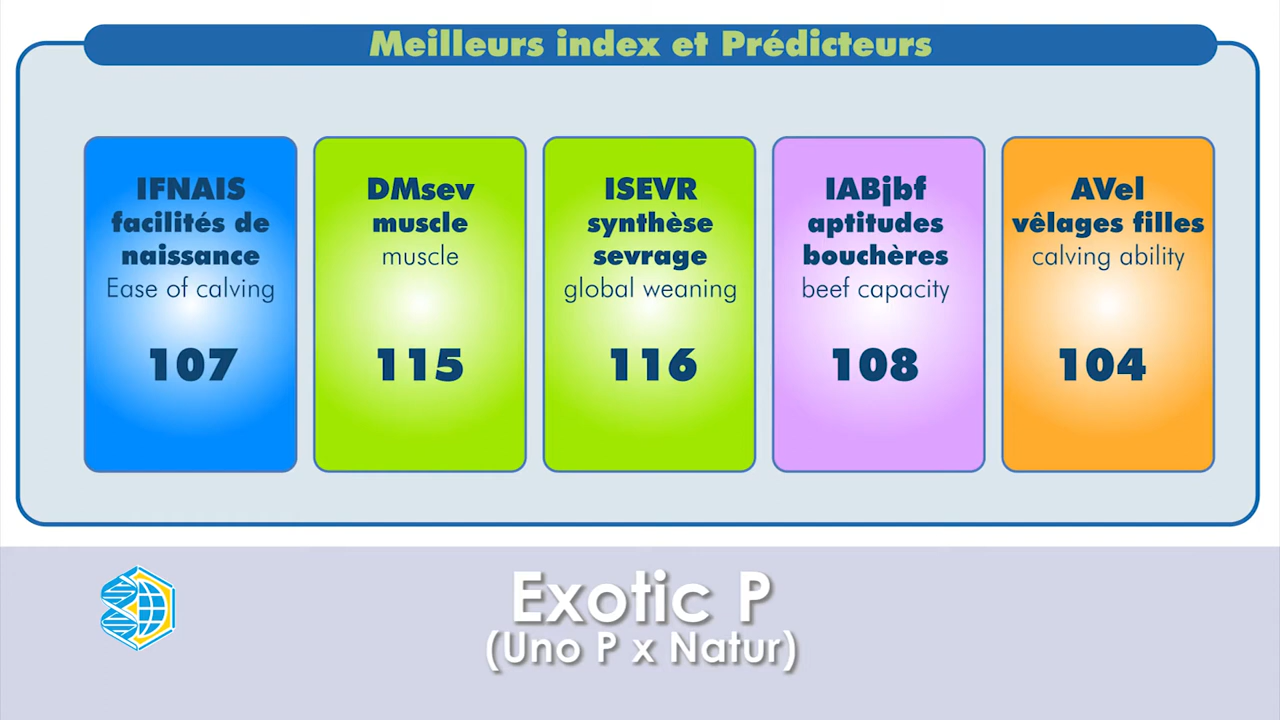 Meilleurs index et Prédicteurs
IFNAIS
facilités de
naissance
Ease of calving
107
DMsev
muscle
muscle
115
ISEVR
synthèse
sevrage
global weaning
116
IABjbf
aptitudes
bouchères
beef capacity
108
AVel
vêlages filles
calving ability
104
Exotic P
(Uno P x Natur)